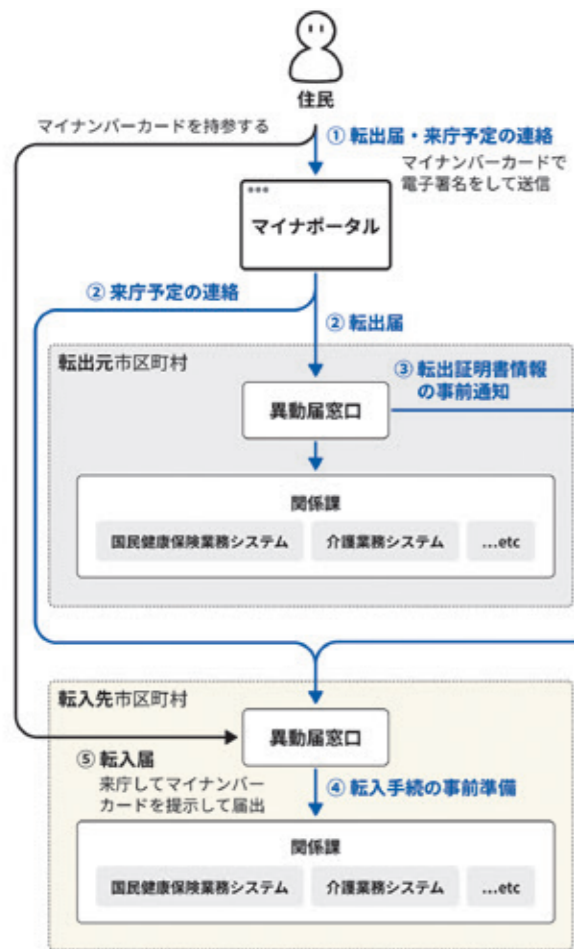 住民
マイナンバーカードを持参する
① 転出届・来庁予定の連絡
マイナンバーカードで
電子署名をして送信
マイナポータル
② 来庁予定の連絡
② 転出届
転出元市区町村
③ 転出証明書情報
の事前通知
異動届窓口
関係課
国民健康保険業務システム
介護業務システム
...etc
転入先市区町村
異動届窓口
⑤ 転入届
来庁してマイナンバー
カードを提示して届出
④ 転入手続の事前準備
関係課
国民健康保険業務システム
介護業務システム
...etc